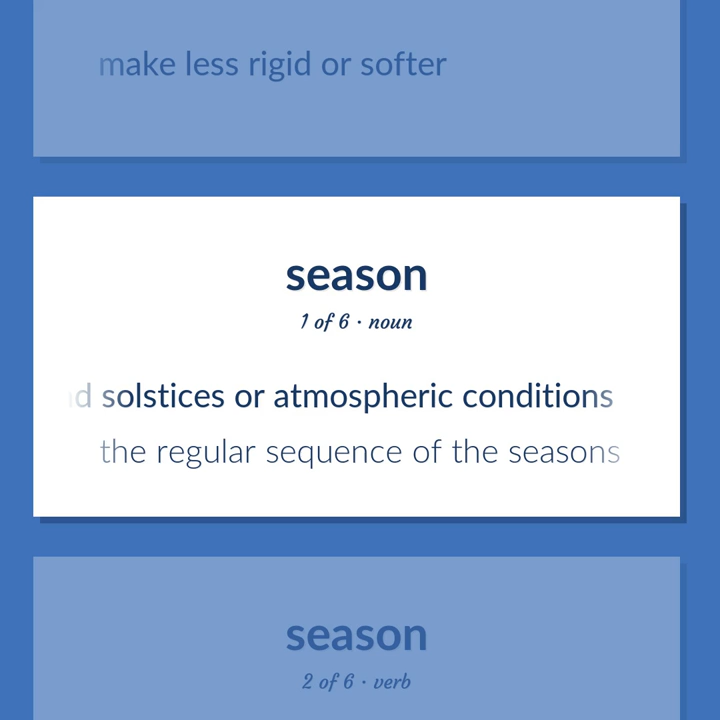 make less rigid or softer
season
1 of 6 · noun
d solstices or atmospheric conditions
the regular sequence of the seasons
season
2 of 6 · verb